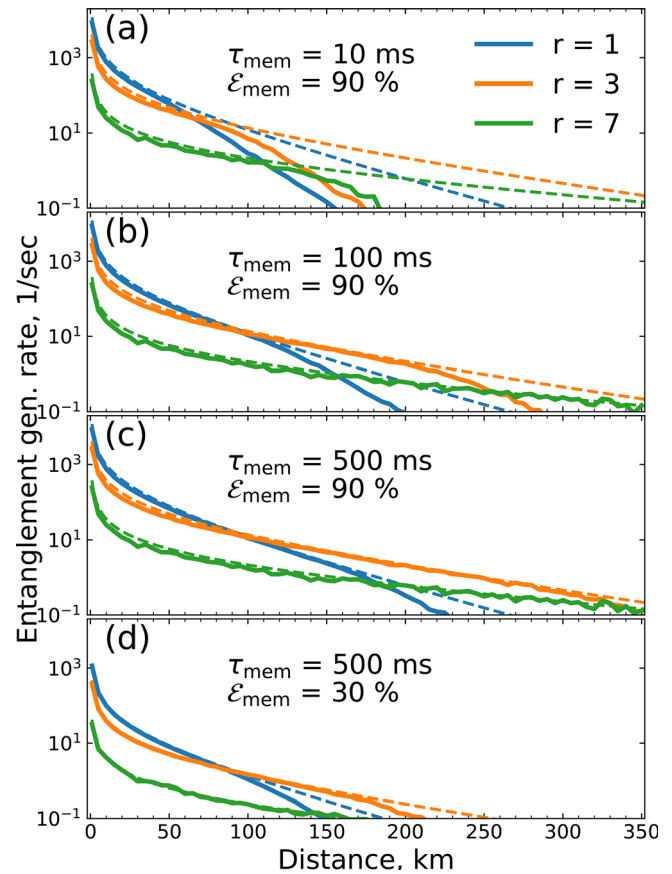 Entanglement gen. rate, 1/sec
(a)
τmem = 10 ms
ℰmem = 90 %
r = 1
r = 3
r = 7
10³
10¹
10⁻¹
(b)
τmem = 100 ms
ℰmem = 90 %
10³
10¹
10⁻¹
(c)
τmem = 500 ms
ℰmem = 90 %
10³
10¹
10⁻¹
(d)
τmem = 500 ms
ℰmem = 30 %
10³
10¹
10⁻¹
0 50 100 150 200 250 300 350
Distance, km